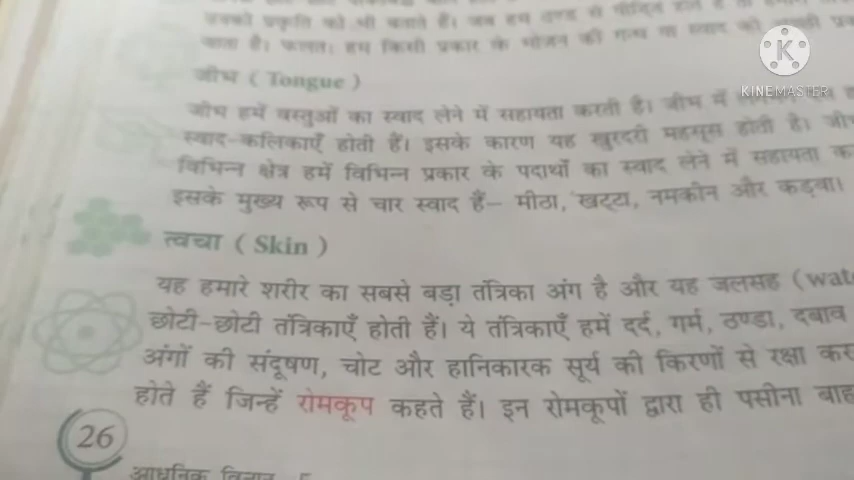 उसकी प्रकृति को भी बताते हैं। जब हम ठण्ड से पीड़ित होते हैं तो
जाता है। फलतः हम किसी प्रकार के भोजन की गन्ध या स्वाद को
KINEMASTER
जीभ (Tongue)
जीभ हमें वस्तुओं का स्वाद लेने में सहायता करती है। जीभ में
स्वाद-कलिकाएँ होती हैं। इसके कारण यह खुरदरी महसूस होती है।
विभिन्न क्षेत्र हमें विभिन्न प्रकार के पदार्थों का स्वाद लेने में सहायता
इसके मुख्य रूप से चार स्वाद हैं– मीठा, खट्टा, नमकीन और कड़वा।
त्वचा (Skin)
यह हमारे शरीर का सबसे बड़ा तंत्रिका अंग है और यह जलसह (wat
छोटी-छोटी तंत्रिकाएँ होती हैं। ये तंत्रिकाएँ हमें दर्द, गर्म, ठण्डा, दबाव
अंगों की संदूषण, चोट और हानिकारक सूर्य की किरणों से रक्षा कर
होते हैं जिन्हें रोमकूप कहते हैं। इन रोमकूपों द्वारा ही पसीना बाह
26
आधुनिक विज्ञान